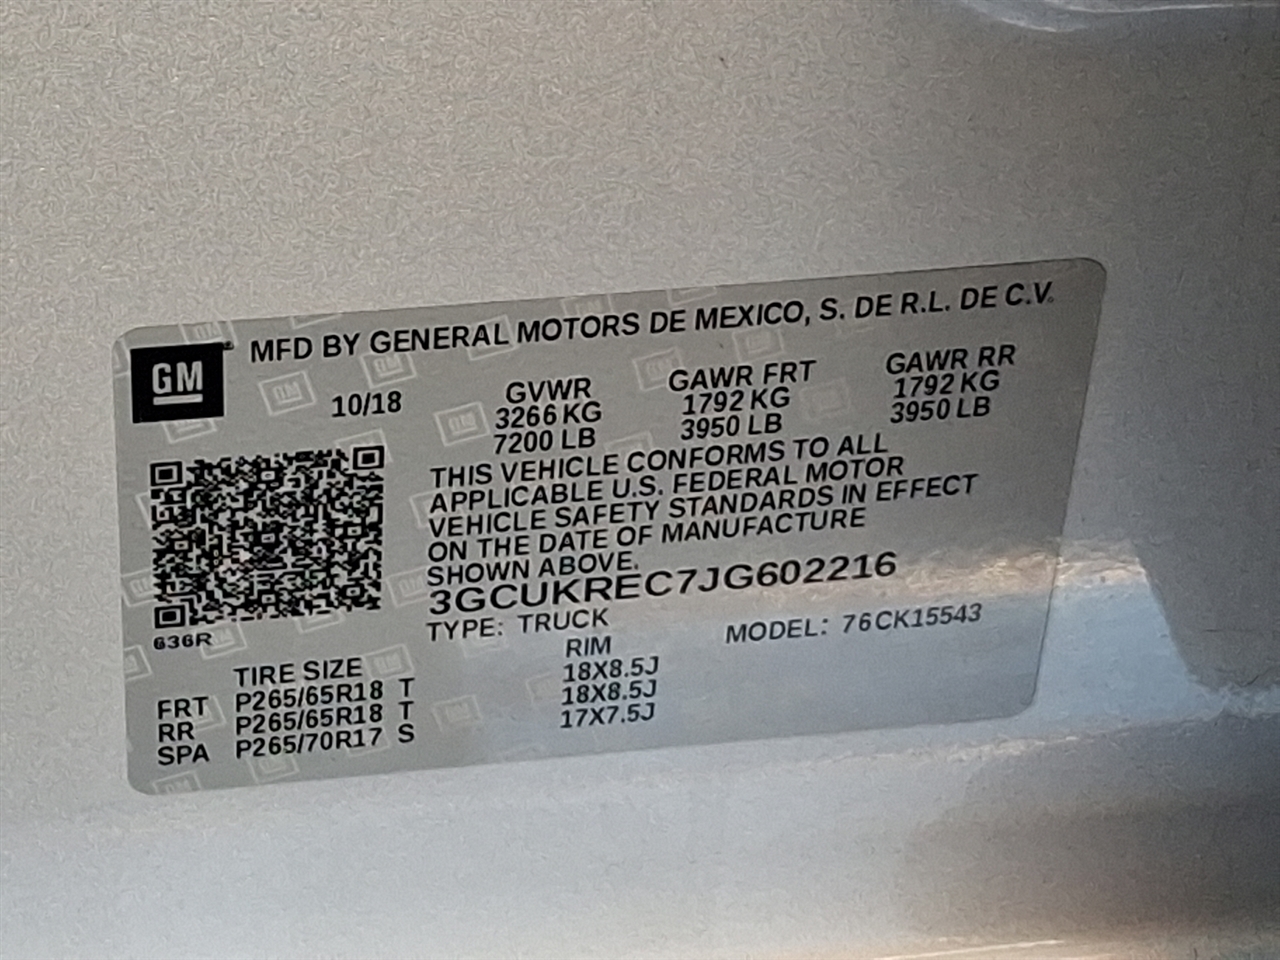 GM MFD BY GENERAL MOTORS DE MEXICO, S. DE R.L. DE C.V.
10/18 GVWR GAWR FRT GAWR RR
3266 KG 1792 KG 1792 KG
7200 LB 3950 LB 3950 LB
THIS VEHICLE CONFORMS TO ALL
APPLICABLE U.S. FEDERAL MOTOR
VEHICLE SAFETY STANDARDS IN EFFECT
ON THE DATE OF MANUFACTURE
SHOWN ABOVE.
3GCUKREC7JG602216
636R
TYPE: TRUCK MODEL: 76CK15543
TIRE SIZE RIM
FRT P265/65R18 T 18X8.5J
RR P265/65R18 T 18X8.5J
SPA P265/70R17 S 17X7.5J